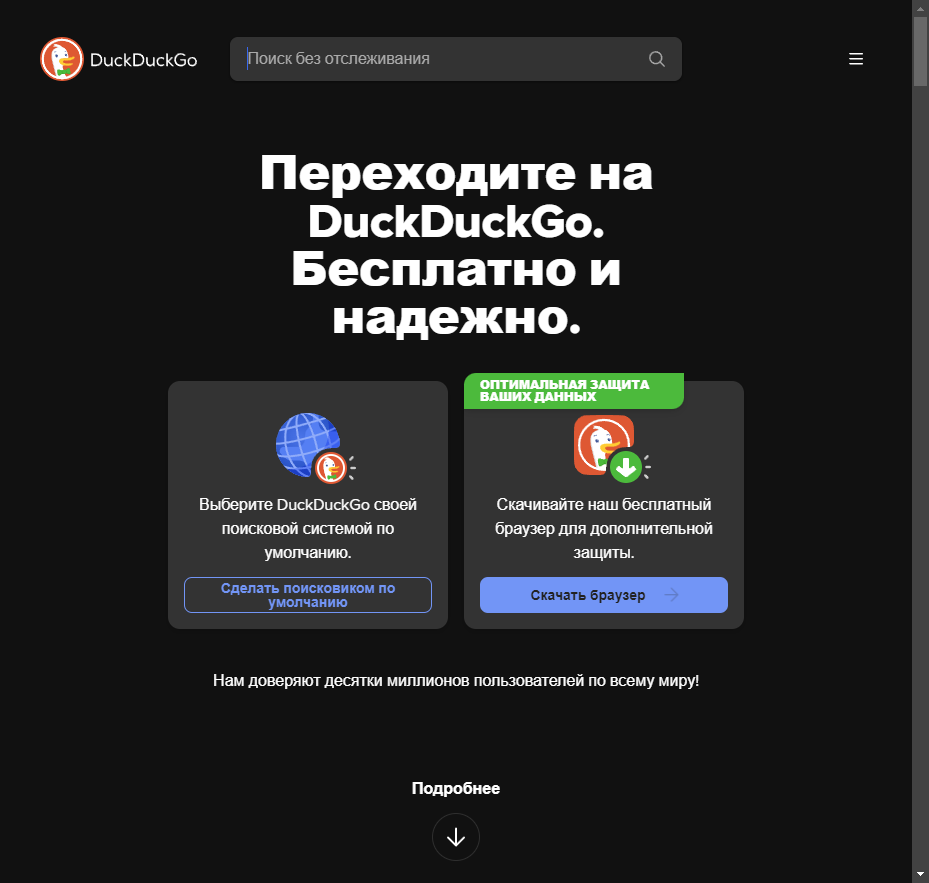 DuckDuckGo
Поиск без отслеживания
Переходите на
DuckDuckGo.
Бесплатно и
надежно.
Выберите DuckDuckGo своей
поисковой системой по
умолчанию.
Сделать поисковиком по
умолчанию
ОПТИМАЛЬНАЯ ЗАЩИТА
ВАШИХ ДАННЫХ
Скачивайте наш бесплатный
браузер для дополнительной
защиты.
Скачать браузер
Нам доверяют десятки миллионов пользователей по всему миру!
Подробнее